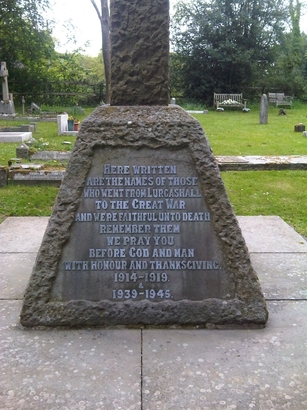 HERE WRITTEN
ARE THE NAMES OF THOSE
WHO WENT FROM LURGASHALL
TO THE GREAT WAR
AND WERE FAITHFUL UNTO DEATH
REMEMBER THEM
WE PRAY YOU
BEFORE GOD AND MAN
WITH HONOUR AND THANKSGIVING.
1914-1919.
&
1939-1945.